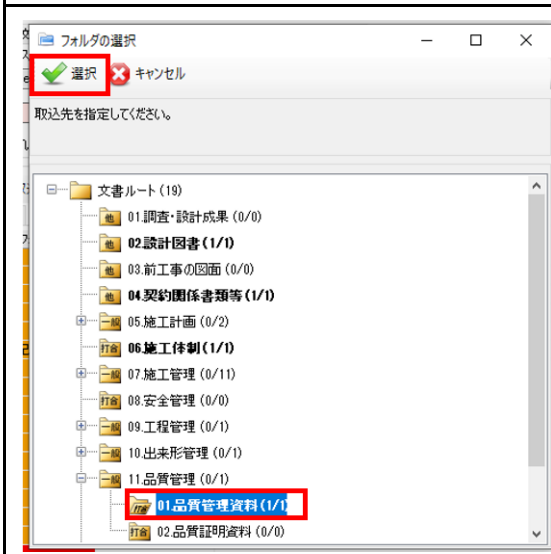 フォルダの選択
選択 キャンセル
取込先を指定してください。
文書ルート (19)
他 01.調査・設計成果 (0/0)
他 02.設計図書 (1/1)
他 03.前工事の図面 (0/0)
他 04.契約関係書類等 (1/1)
一般 05.施工計画 (0/2)
打合 06.施工体制 (1/1)
一般 07.施工管理 (0/11)
打合 08.安全管理 (0/0)
一般 09.工程管理 (0/1)
一般 10.出来形管理 (0/1)
一般 11.品質管理 (0/1)
打合 01.品質管理資料 (1/1)
打合 02.品質証明資料 (0/0)